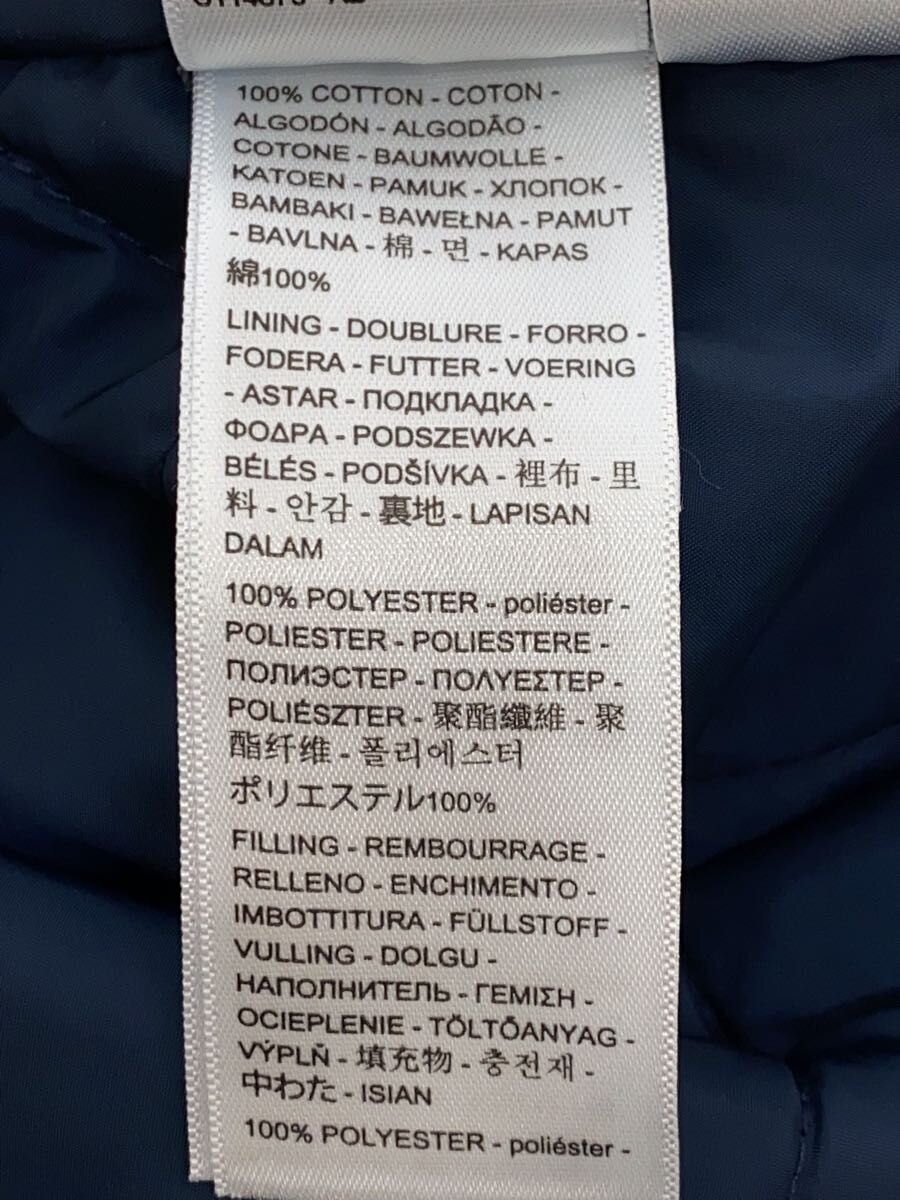 100% COTTON - COTON -
ALGODÓN - ALGODÃO -
COTONE - BAUMWOLLE -
KATOEN - PAMUK - ХЛОПОК -
BAMBAKI - BAWEŁNA - PAMUT
- BAVLNA - 棉 - 면 - KAPAS
綿100%
LINING - DOUBLURE - FORRO -
FODERA - FUTTER - VOERING
- ASTAR - ПОДКЛАДКА -
ΦΟΔΡΑ - PODSZEWKA -
BÉLÉS - PODŠÍVKA - 裡布 - 里
料 - 안감 - 裏地 - LAPISAN
DALAM
100% POLYESTER - poliéster -
POLIESTER - POLIESTERE -
ПОЛИЭСТЕР - ΠΟΛΥΕΣΤΕΡ -
POLIÉSZTER - 聚酯纖維 - 聚
酯纤维 - 폴리에스터
ポリエステル100%
FILLING - REMBOURRAGE -
RELLENO - ENCHIMENTO -
IMBOTTITURA - FÜLLSTOFF -
VULLING - DOLGU -
НАПОЛНИТЕЛЬ - ΓΕΜΙΣΗ -
OCIEPLENIE - TÖLTŐANYAG -
VÝPLŇ - 填充物 - 충전재 -
中わた - ISIAN
100% POLYESTER - poliéster -